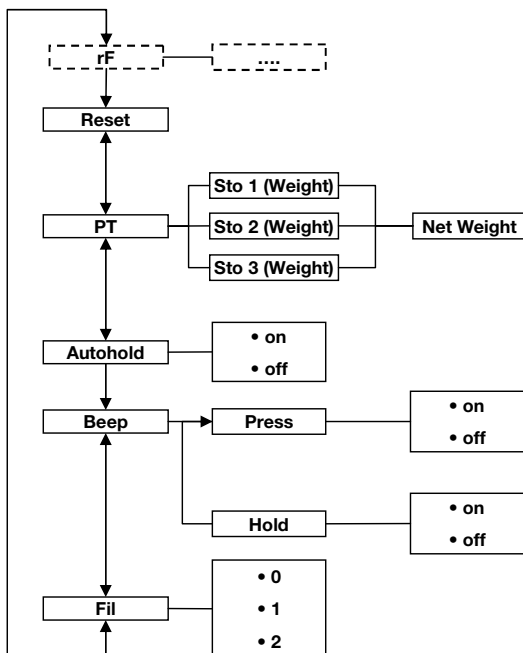 rF
....
Reset
Sto 1 (Weight)
PT
Sto 2 (Weight)
Net Weight
Sto 3 (Weight)
Autohold
• on
• off
Beep
Press
• on
• off
Hold
• on
• off
Fil
• 0
• 1
• 2